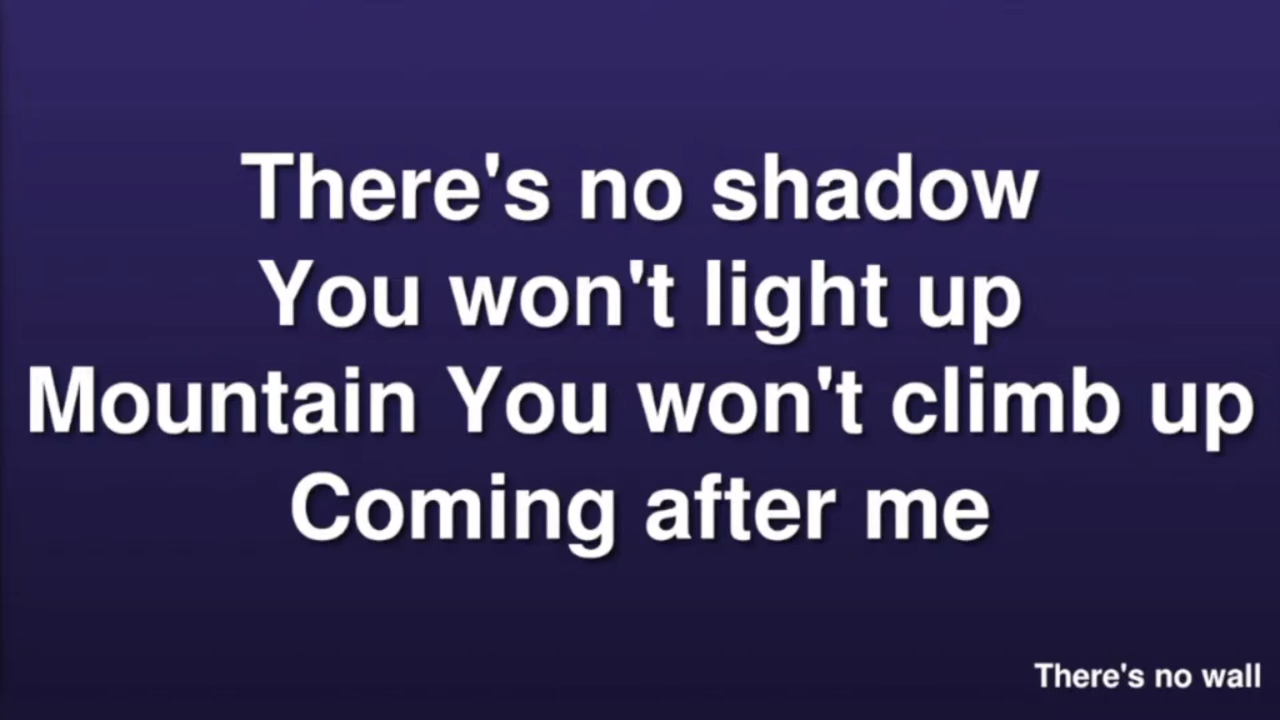 There's no shadow
You won't light up
Mountain You won't climb up
Coming after me
There's no wall